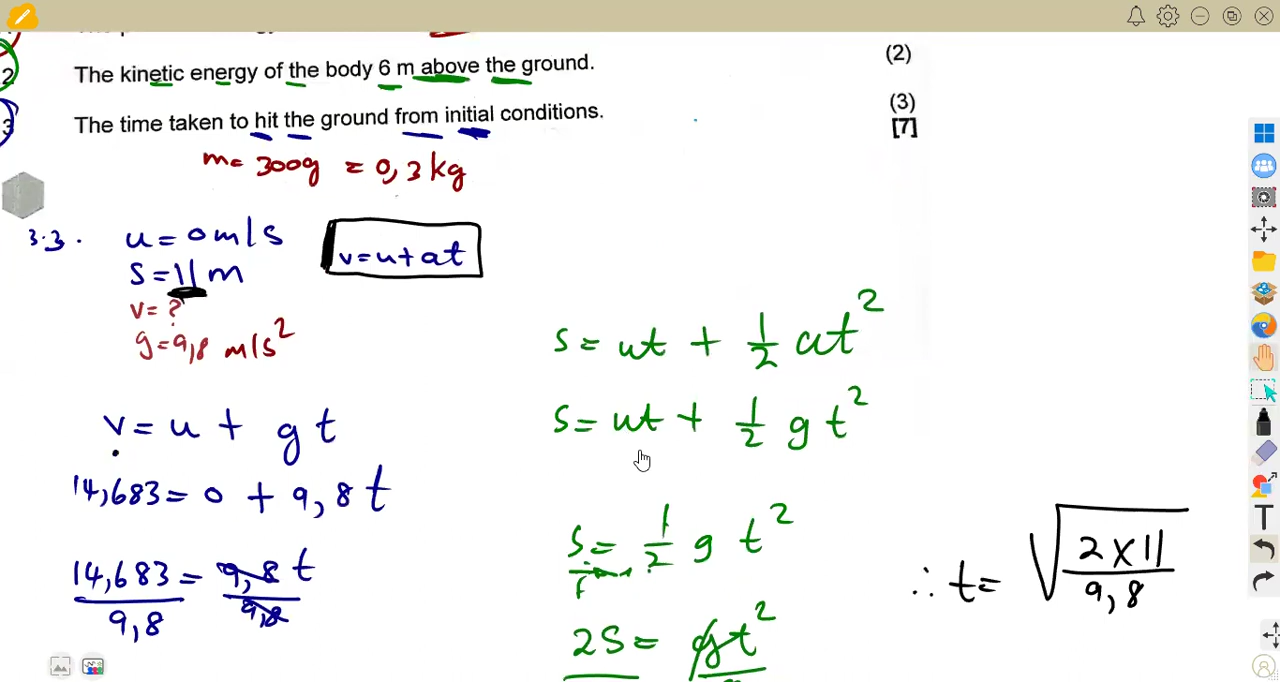 2 The kinetic energy of the body 6 m above the ground. (2)
3 The time taken to hit the ground from initial conditions. (3)
[7]
m= 300g = 0,3kg
3.3. u = 0 m/s
v=u+at
s = 11 m
v= ?
g=9,8 m/s²
s = ut + 1/2 at²
v = u + gt
s = ut + 1/2 g t²
14,683 = 0 + 9,8 t
s = 1/2 g t²
∴ t = √(2 × 11 / 9,8)
14,683 / 9,8 = 9,8 t / 9,8
2s = gt²